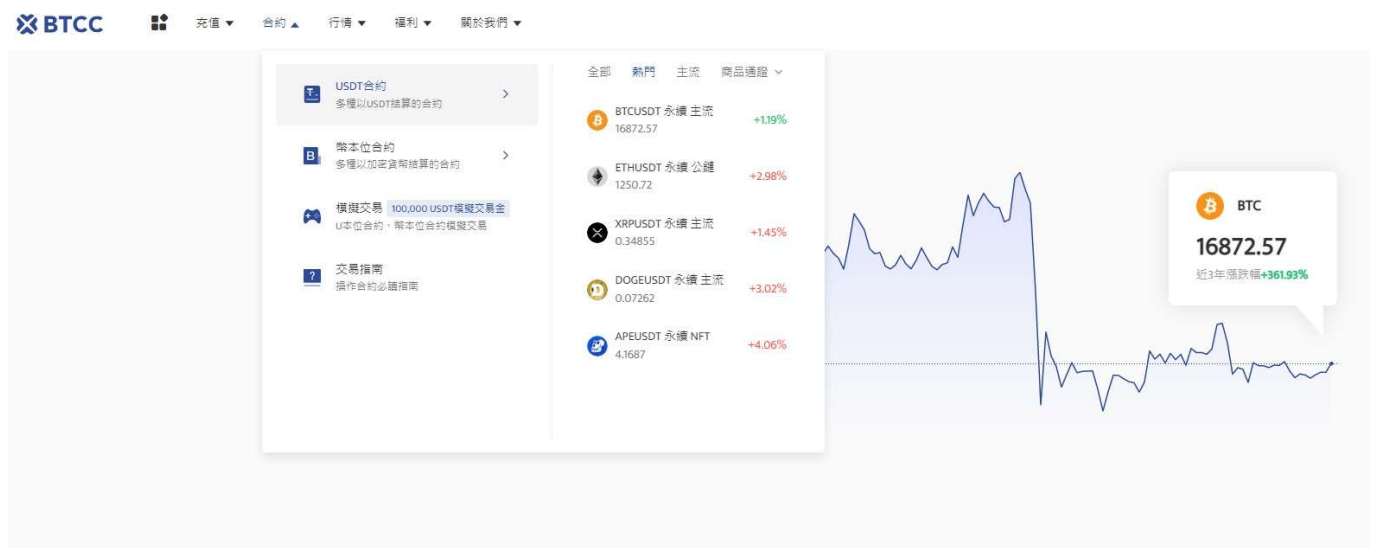 BTCC
充值
合約
行情
福利
關於我們
USDT合約
多種以USDT結算的合約
幣本位合約
多種以加密貨幣結算的合約
模擬交易 100,000 USDT模擬交易金
U本位合約、幣本位合約模擬交易
交易指南
操作合約必讀指南
全部 熱門 主流 商品通證
BTCUSDT 永續 主流
16872.57
+1.19%
ETHUSDT 永續 公鏈
1250.72
+2.98%
XRPUSDT 永續 主流
0.34855
+1.45%
DOGEUSDT 永續 主流
0.07262
+3.02%
APEUSDT 永續 NFT
4.1687
+4.06%
BTC
16872.57
近3年漲跌幅+361.93%